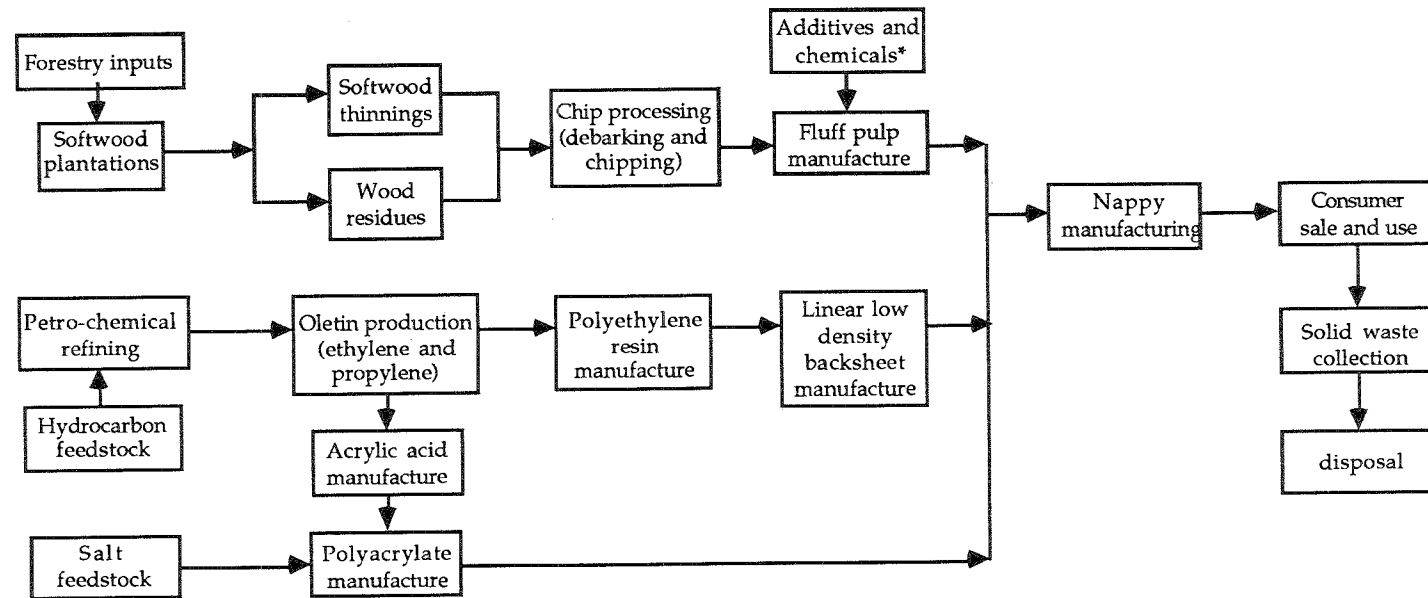 Forestry inputs
Softwood
plantations
Softwood
thinnings
Wood
residues
Chip processing
(debarking and
chipping)
Additives and
chemicals*
Fluff pulp
manufacture
Nappy
manufacturing
Consumer
sale and use
Solid waste
collection
disposal
Petro-chemical
refining
Hydrocarbon
feedstock
Oletin production
(ethylene and
propylene)
Polyethylene
resin
manufacture
Linear low
density
backsheet
manufacture
Acrylic acid
manufacture
Salt
feedstock
Polyacrylate
manufacture